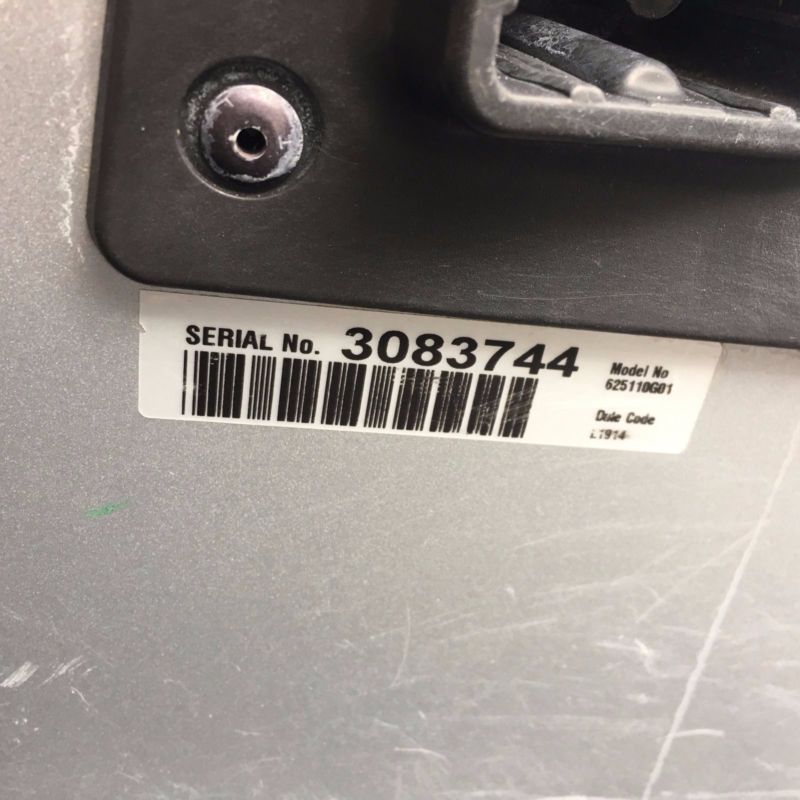 SERIAL No. 3083744
Model No
625110G01
Date Code